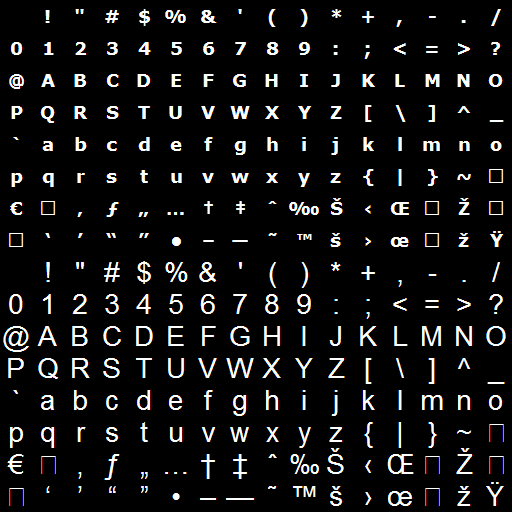 ! " # $ % & ' ( ) * + , - . /
0 1 2 3 4 5 6 7 8 9 : ; < = > ?
@ A B C D E F G H I J K L M N O
P Q R S T U V W X Y Z [ \ ] ^ _
` a b c d e f g h i j k l m n o
p q r s t u v w x y z { | } ~ □
€ □ ‚ ƒ „ … † ‡ ˆ ‰ Š ‹ Œ □ Ž □
□ ‘ ’ “ ” • – — ˜ ™ š › œ □ ž Ÿ
! " # $ % & ' ( ) * + , - . /
0 1 2 3 4 5 6 7 8 9 : ; < = > ?
@ A B C D E F G H I J K L M N O
P Q R S T U V W X Y Z [ \ ] ^ _
` a b c d e f g h i j k l m n o
p q r s t u v w x y z { | } ~ □
€ □ ‚ ƒ „ … † ‡ ˆ ‰ Š ‹ Œ □ Ž □
□ ‘ ’ “ ” • – — ˜ ™ š › œ □ ž Ÿ